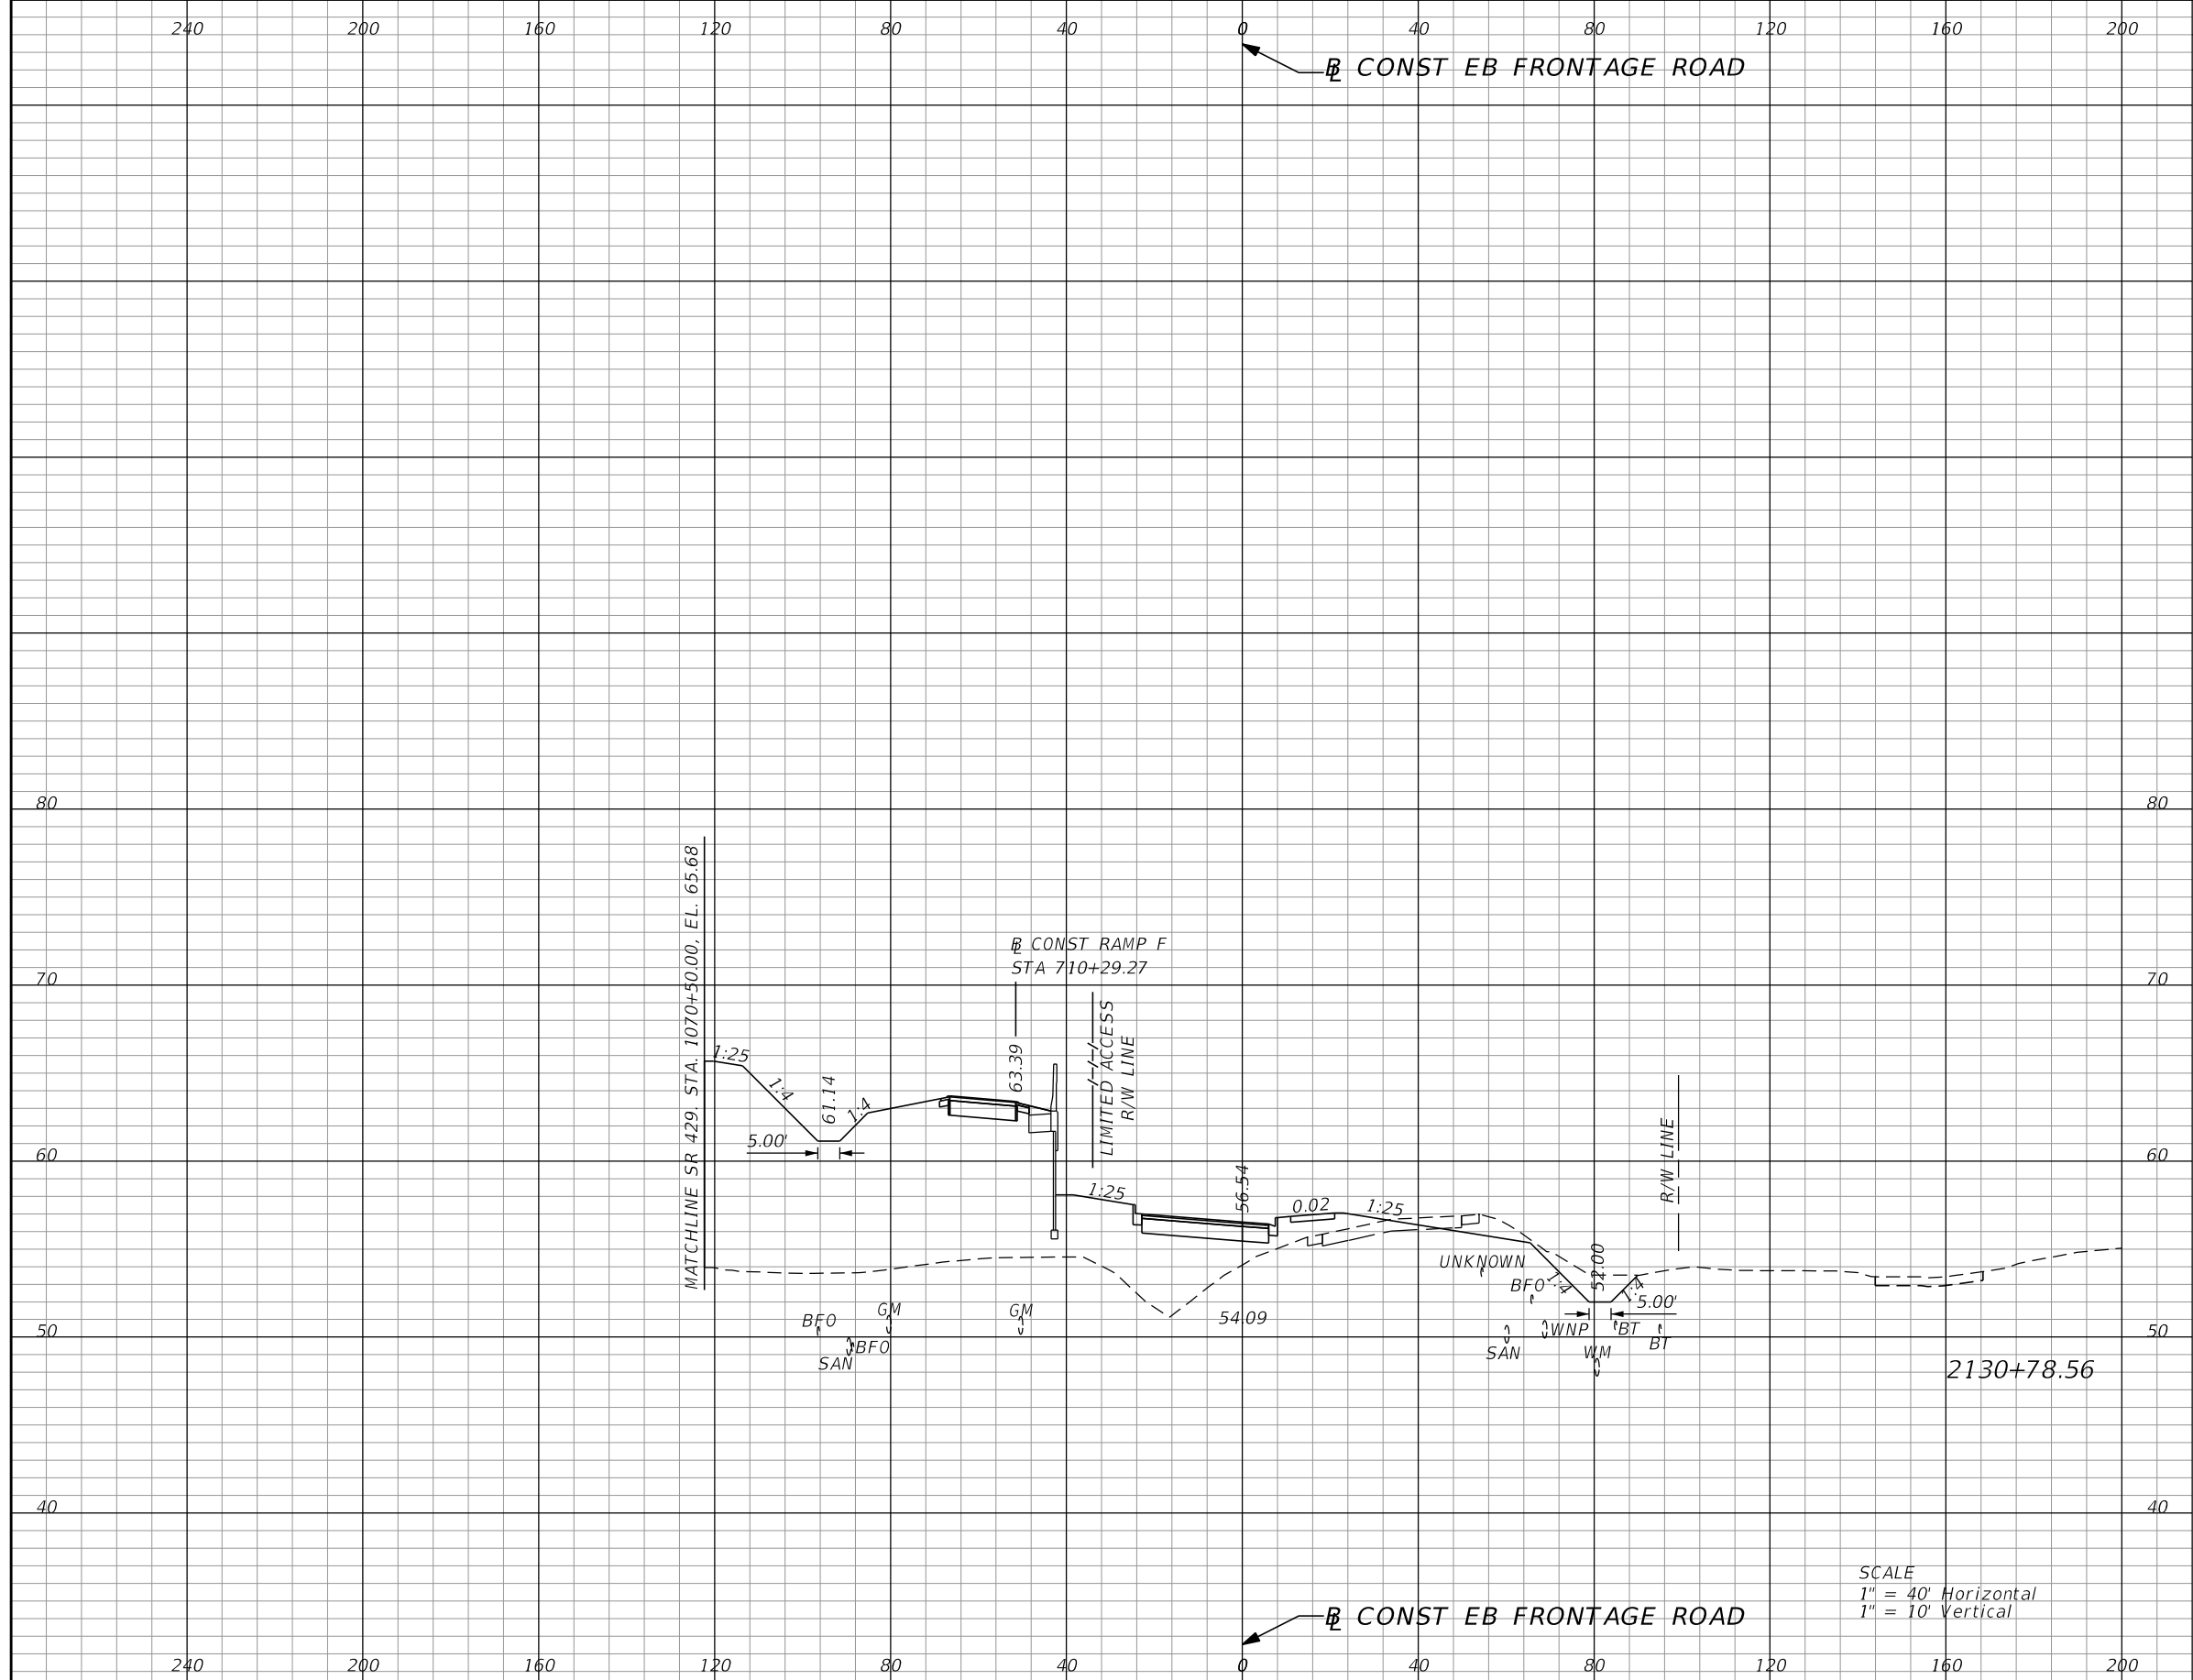 240 200 160 120 80 40 0 40 80 120 160 200
BL CONST EB FRONTAGE ROAD
80 80
MATCHLINE SR 429. STA. 1070+50.00, EL. 65.68
BL CONST RAMP F
STA 710+29.27
70 70
63.39
LIMITED ACCESS
R/W LINE
1:25
1:4
61.14
1:4
5.00'
R/W LINE
60 60
1:25
56.54
0.02
1:25
UNKNOWN
BFO
1:4
52.00
1:4
5.00'
GM
GM
BFO
54.09
50 50
BFO
SAN
WNP
BT
BT
SAN
WM
2130+78.56
40 40
SCALE
1" = 40' Horizontal
1" = 10' Vertical
BL CONST EB FRONTAGE ROAD
240 200 160 120 80 40 0 40 80 120 160 200